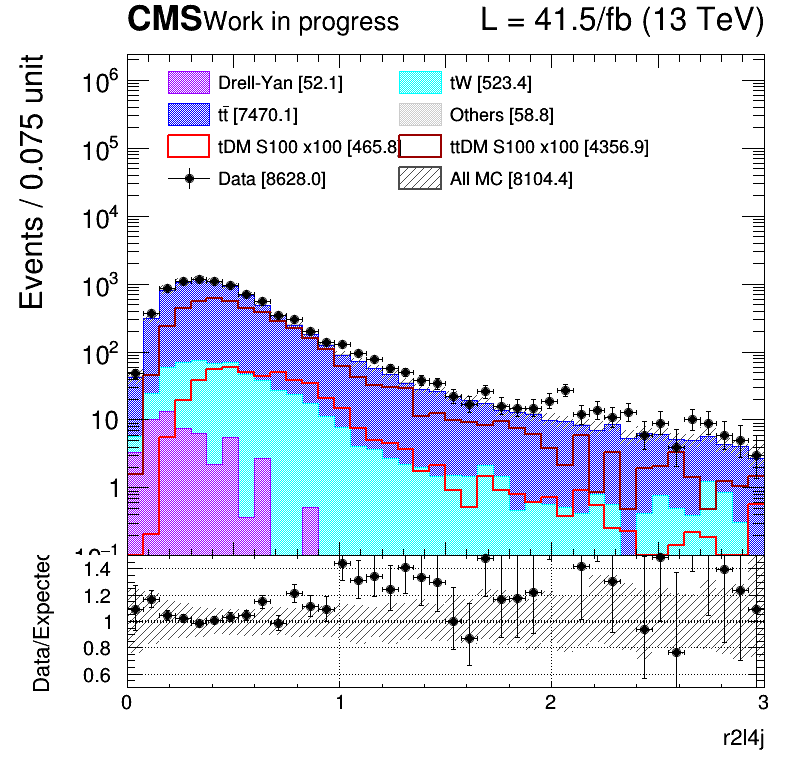 CMS Work in progress L = 41.5/fb (13 TeV)
Events / 0.075 unit
10⁶
10⁵
10⁴
10³
10²
10
1
10⁻¹
Drell-Yan [52.1]
tW [523.4]
tt̄ [7470.1]
Others [58.8]
tDM S100 x100 [465.8]
ttDM S100 x100 [4356.9]
Data [8628.0]
All MC [8104.4]
Data/Expected
1.4
1.2
1
0.8
0.6
0 1 2 3
r2l4j